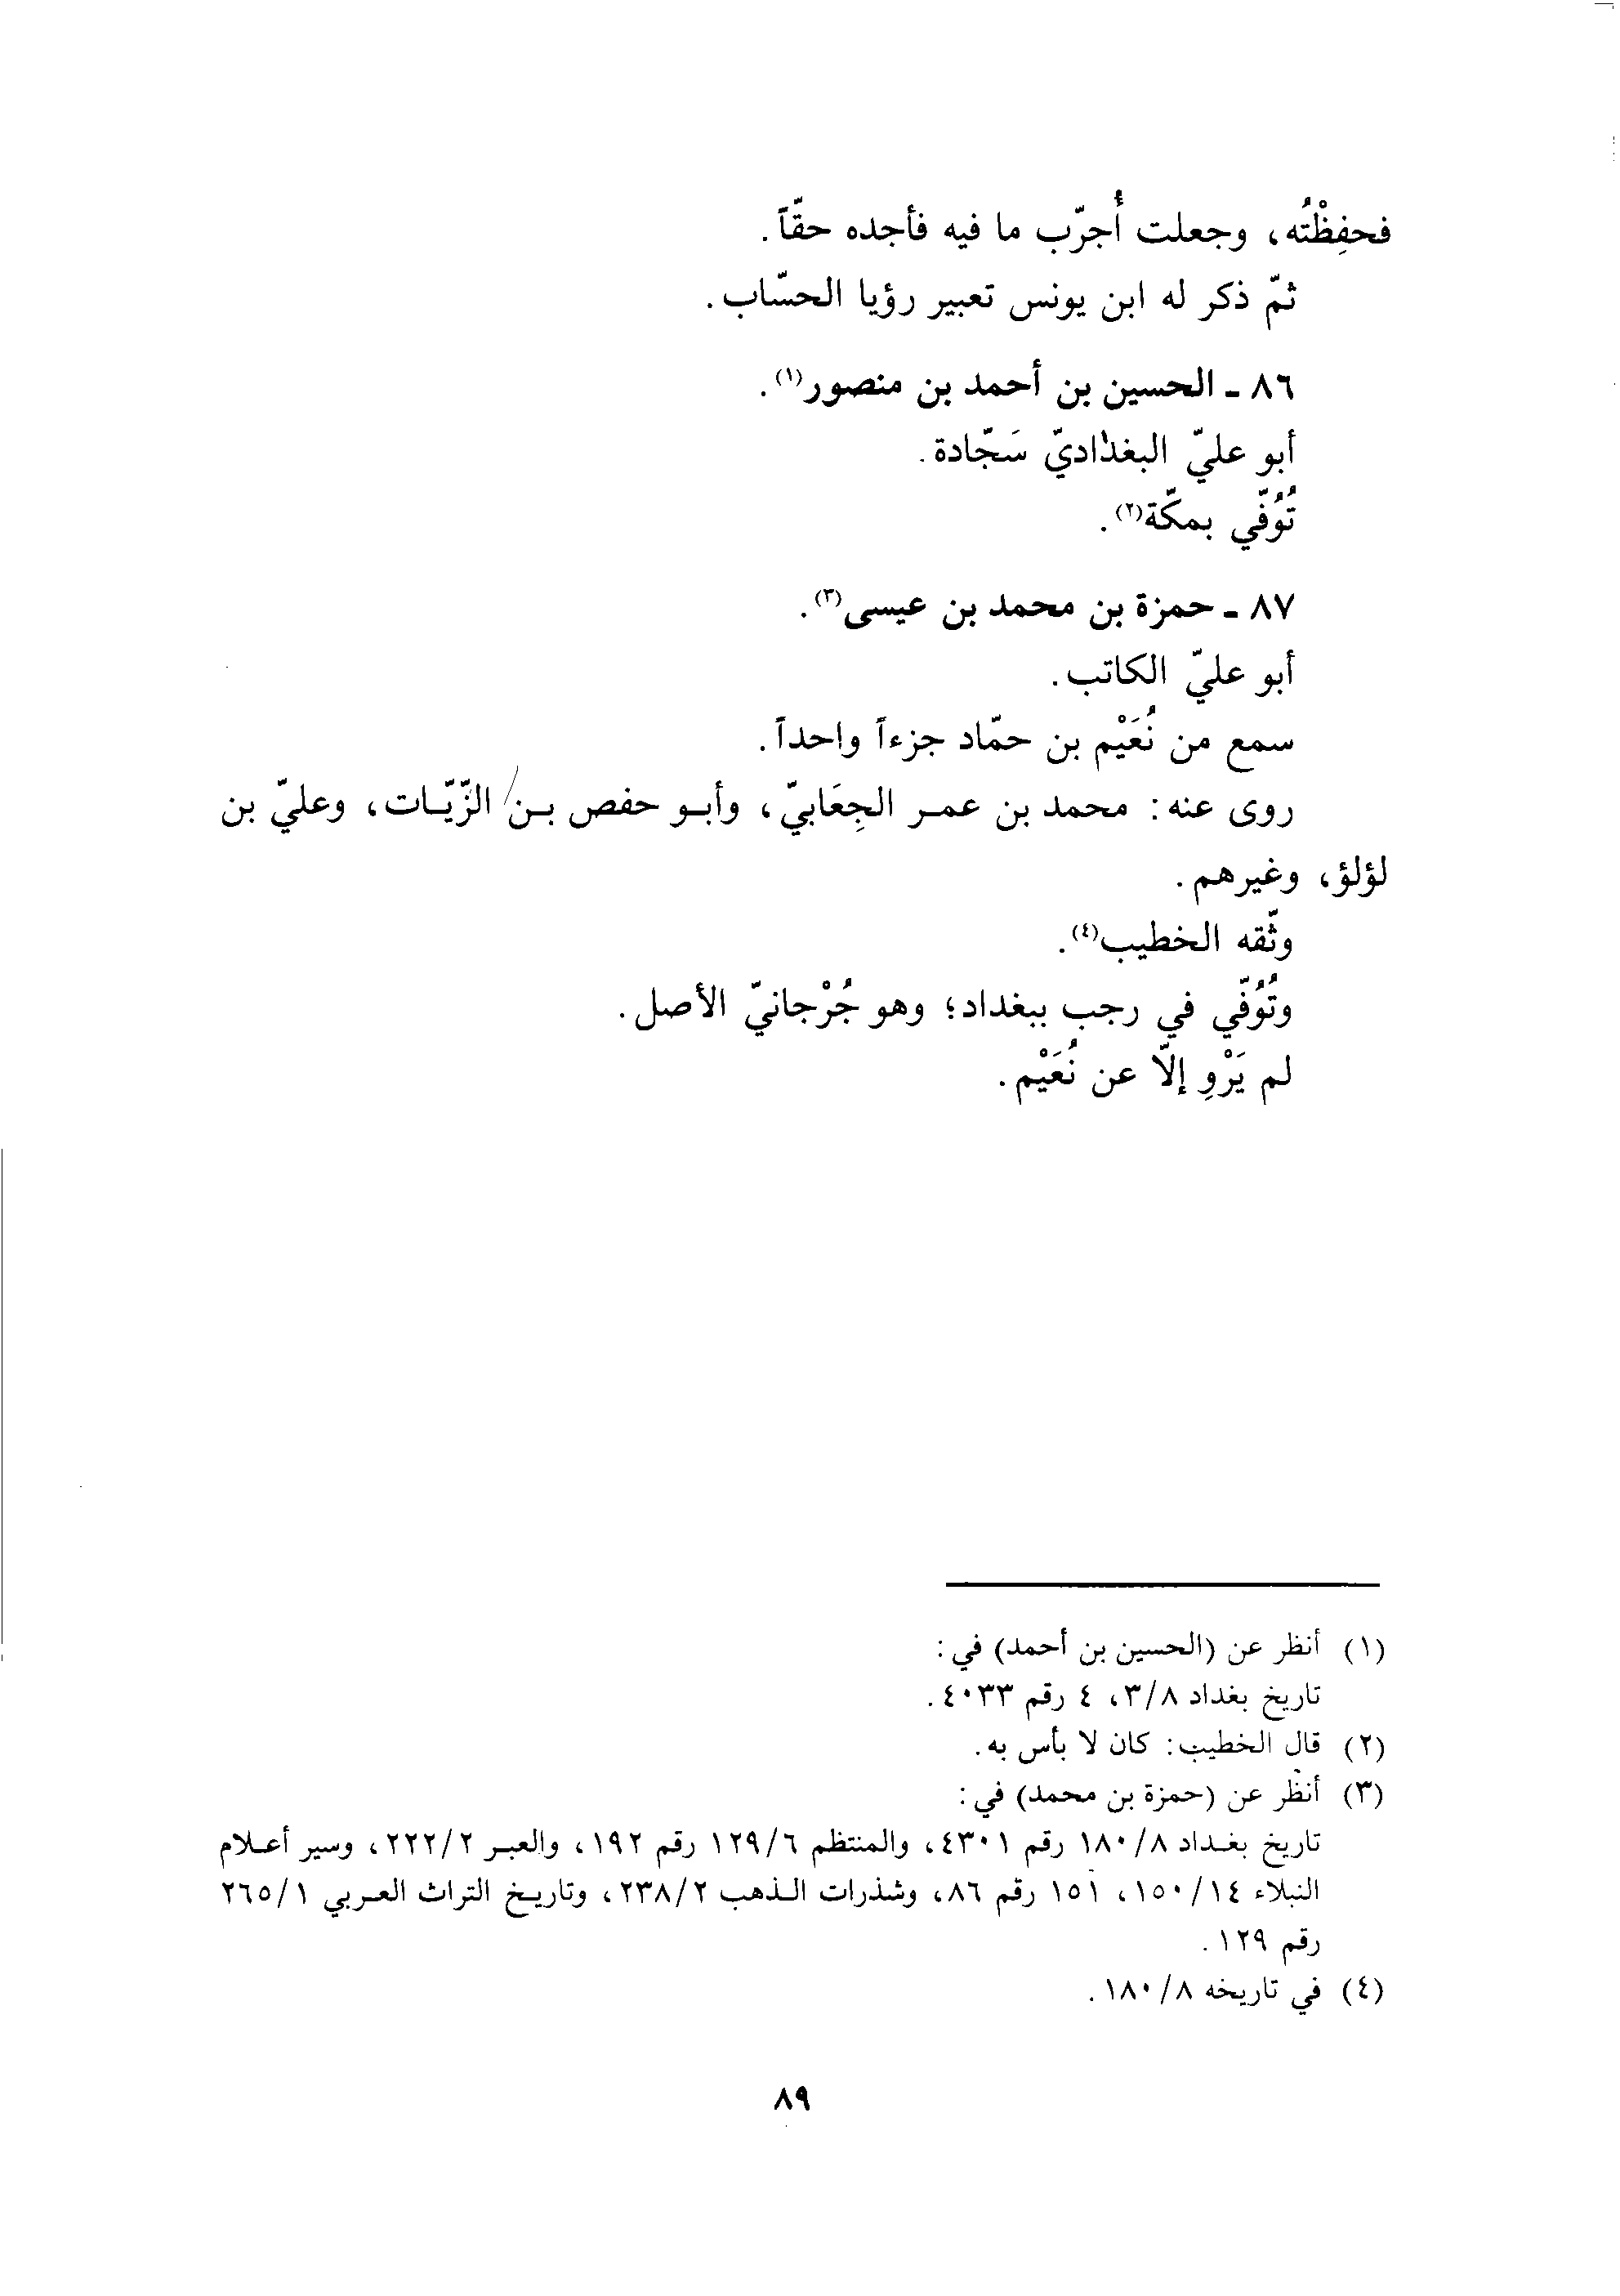 فحفِظْتُه، وجعلت أُجرّب ما فيه فأجده حقّاً.
ثمّ ذكر له ابن يونس تعبير رؤيا الحسّاب.
٨٦ - الحسين بن أحمد بن منصور(١).
أبو عليّ البغداديّ سَجّادة.
تُوُفّي بمكّة(٢).
٨٧ - حمزة بن محمد بن عيسى(٣).
أبو عليّ الكاتب.
سمع من نُعَيْم بن حمّاد جزءاً واحداً.
روى عنه: محمد بن عمر الجِعَابيّ، وأبو حفص بن الزّيّات، وعليّ بن
لؤلؤ، وغيرهم.
وثّقه الخطيب(٤).
وتُوُفّي في رجب ببغداد؛ وهو جُرْجانيّ الأصل.
لم يَرْوِ إلّا عن نُعَيْم.
(١) أنظر عن (الحسين بن أحمد) في:
تاريخ بغداد ٣/٨، ٤ رقم ٤٠٣٣.
(٢) قال الخطيب: كان لا بأس به.
(٣) أنظر عن (حمزة بن محمد) في:
تاريخ بغداد ١٨٠/٨ رقم ٤٣٠١، والمنتظم ١٢٩/٦ رقم ١٩٢، والعبر ٢٢٢/٢، وسير أعلام
النبلاء ١٥٠/١٤، ١٥١ رقم ٨٦، وشذرات الذهب ٢٣٨/٢، وتاريخ التراث العربي ٢٦٥/١
رقم ١٢٩.
(٤) في تاريخه ١٨٠/٨.
٨٩